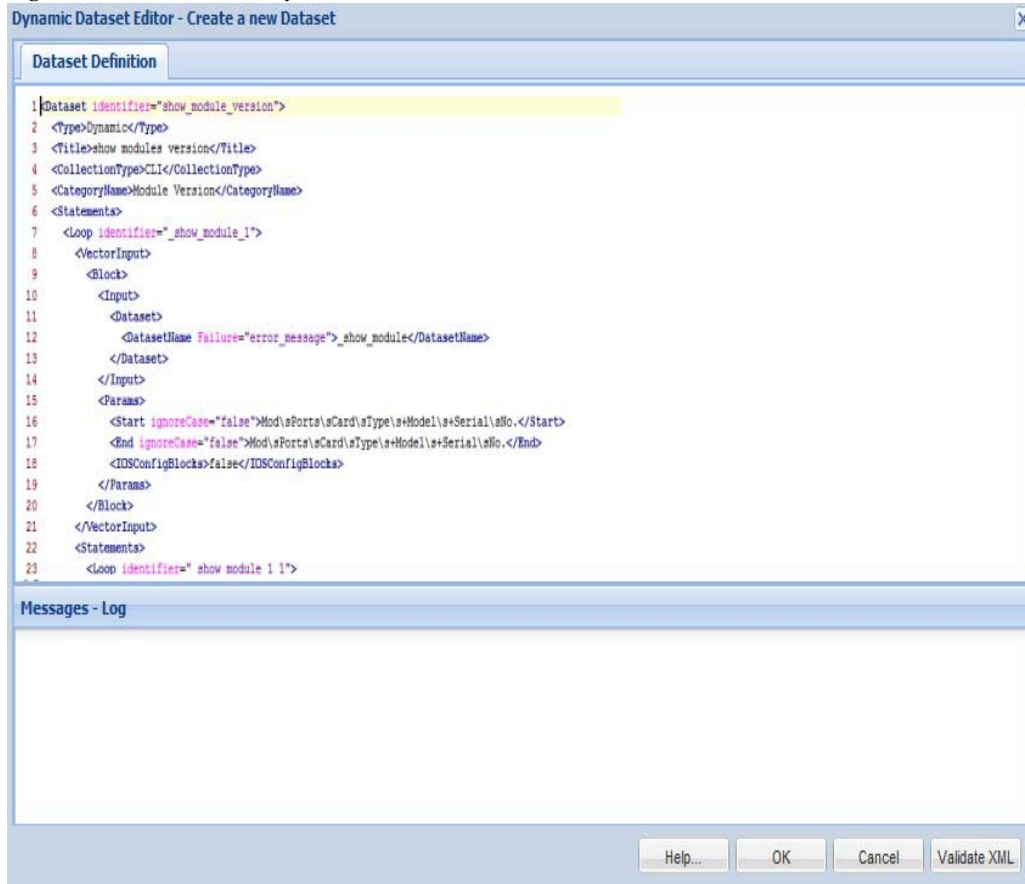 Dynamic Dataset Editor - Create a new Dataset
Dataset Definition
1 <Dataset identifier="show_module_version">
2 <Type>Dynamic</Type>
3 <Title>show modules version</Title>
4 <CollectionType>CLI</CollectionType>
5 <CategoryName>Module Version</CategoryName>
6 <Statements>
7 <Loop identifier="_show_module_1">
8 <VectorInput>
9 <Block>
10 <Input>
11 <Dataset>
12 <DatasetName Failure="error_message">_show_module</DatasetName>
13 </Dataset>
14 </Input>
15 <Params>
16 <Start ignoreCase="false">Mod\sPorts\sCard\sType\s+Model\s+Serial\sNo.</Start>
17 <End ignoreCase="false">Mod\sPorts\sCard\sType\s+Model\s+Serial\sNo.</End>
18 <IOSConfigBlocks>false</IOSConfigBlocks>
19 </Params>
20 </Block>
21 </VectorInput>
22 <Statements>
23 <Loop identifier=" show module 1 1">
Messages - Log
Help... OK Cancel Validate XML